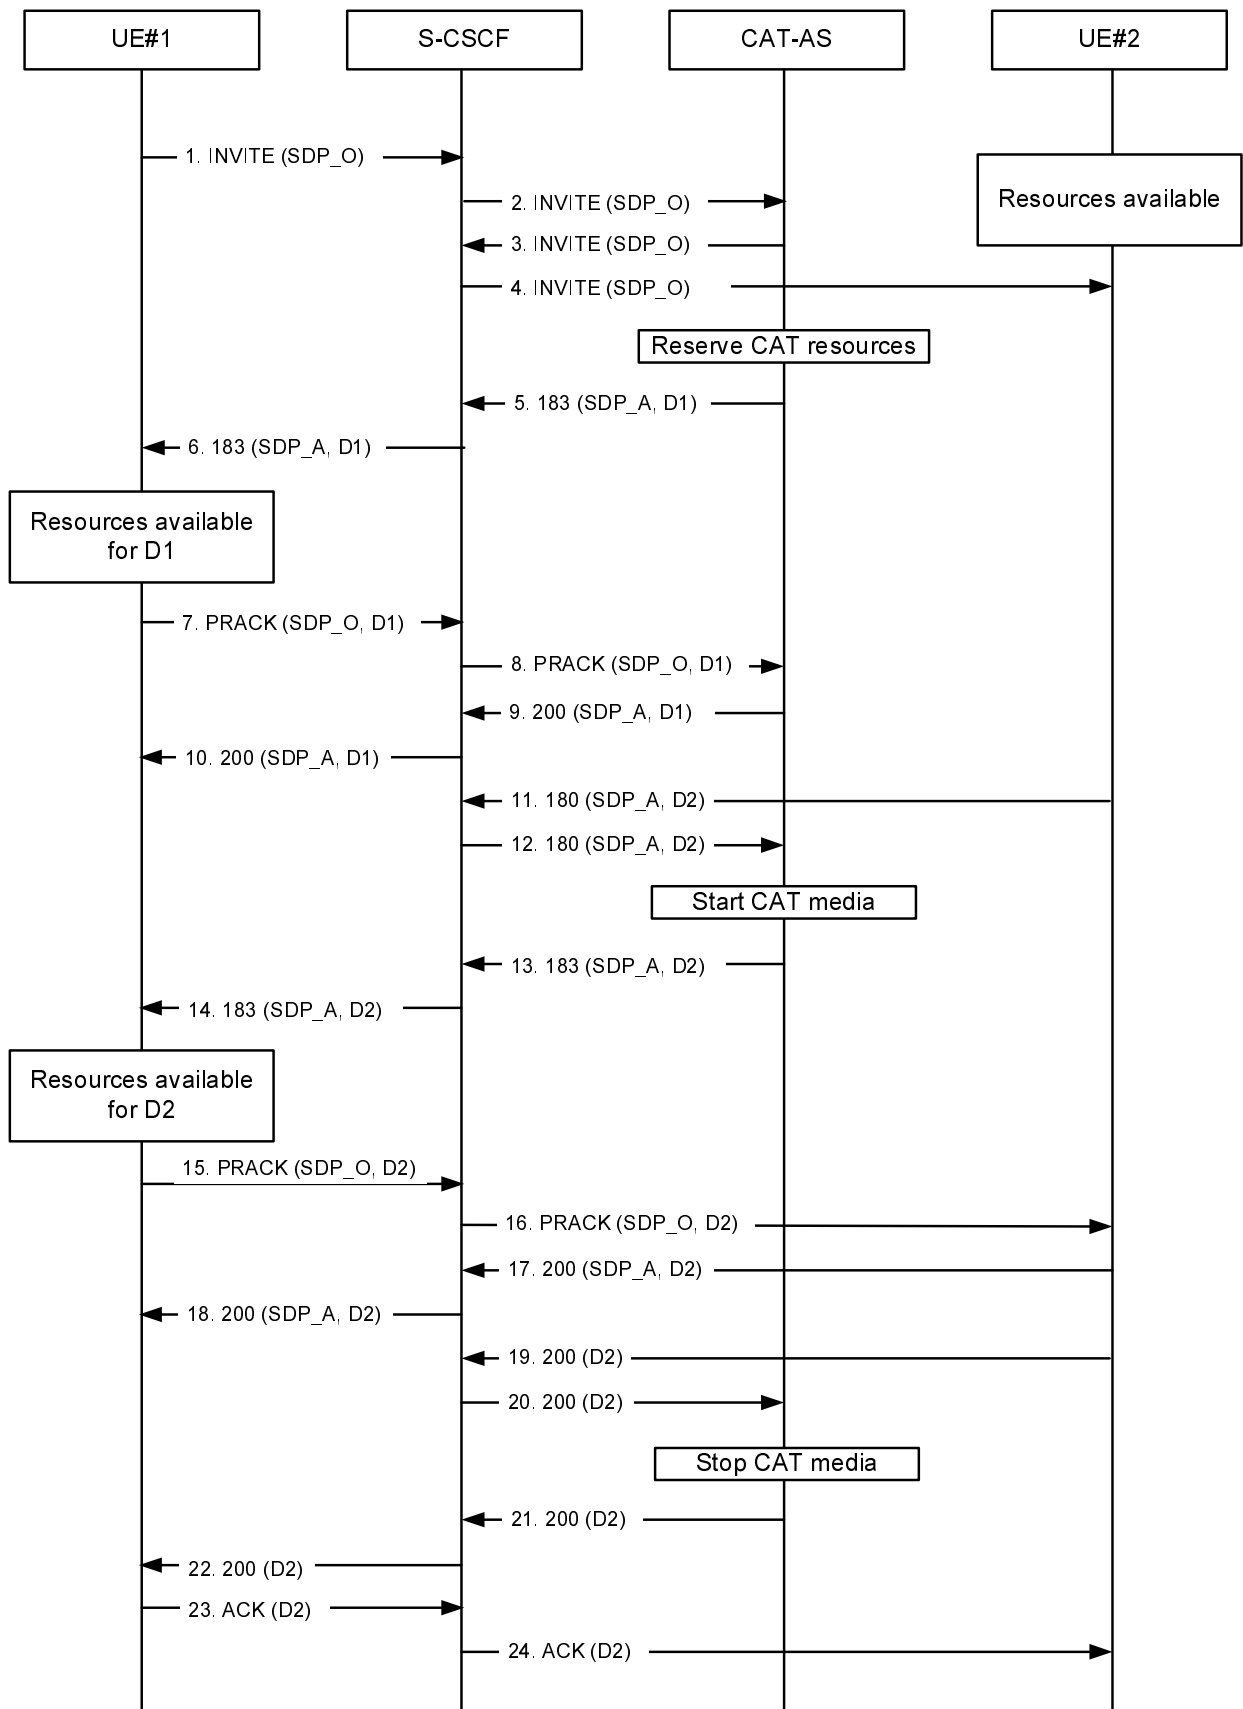 UE#1
S-CSCF
CAT-AS
UE#2
1. INVITE (SDP_O)
Resources available
2. INVITE (SDP_O)
3. INVITE (SDP_O)
4. INVITE (SDP_O)
Reserve CAT resources
5. 183 (SDP_A, D1)
6. 183 (SDP_A, D1)
Resources available
for D1
7. PRACK (SDP_O, D1)
8. PRACK (SDP_O, D1)
9. 200 (SDP_A, D1)
10. 200 (SDP_A, D1)
11. 180 (SDP_A, D2)
12. 180 (SDP_A, D2)
Start CAT media
13. 183 (SDP_A, D2)
14. 183 (SDP_A, D2)
Resources available
for D2
15. PRACK (SDP_O, D2)
16. PRACK (SDP_O, D2)
17. 200 (SDP_A, D2)
18. 200 (SDP_A, D2)
19. 200 (D2)
20. 200 (D2)
Stop CAT media
21. 200 (D2)
22. 200 (D2)
23. ACK (D2)
24. ACK (D2)